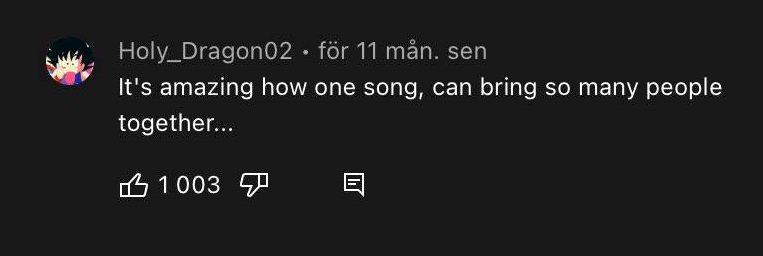 Holy_Dragon02 • för 11 mån. sen
It's amazing how one song, can bring so many people
together...
1 003